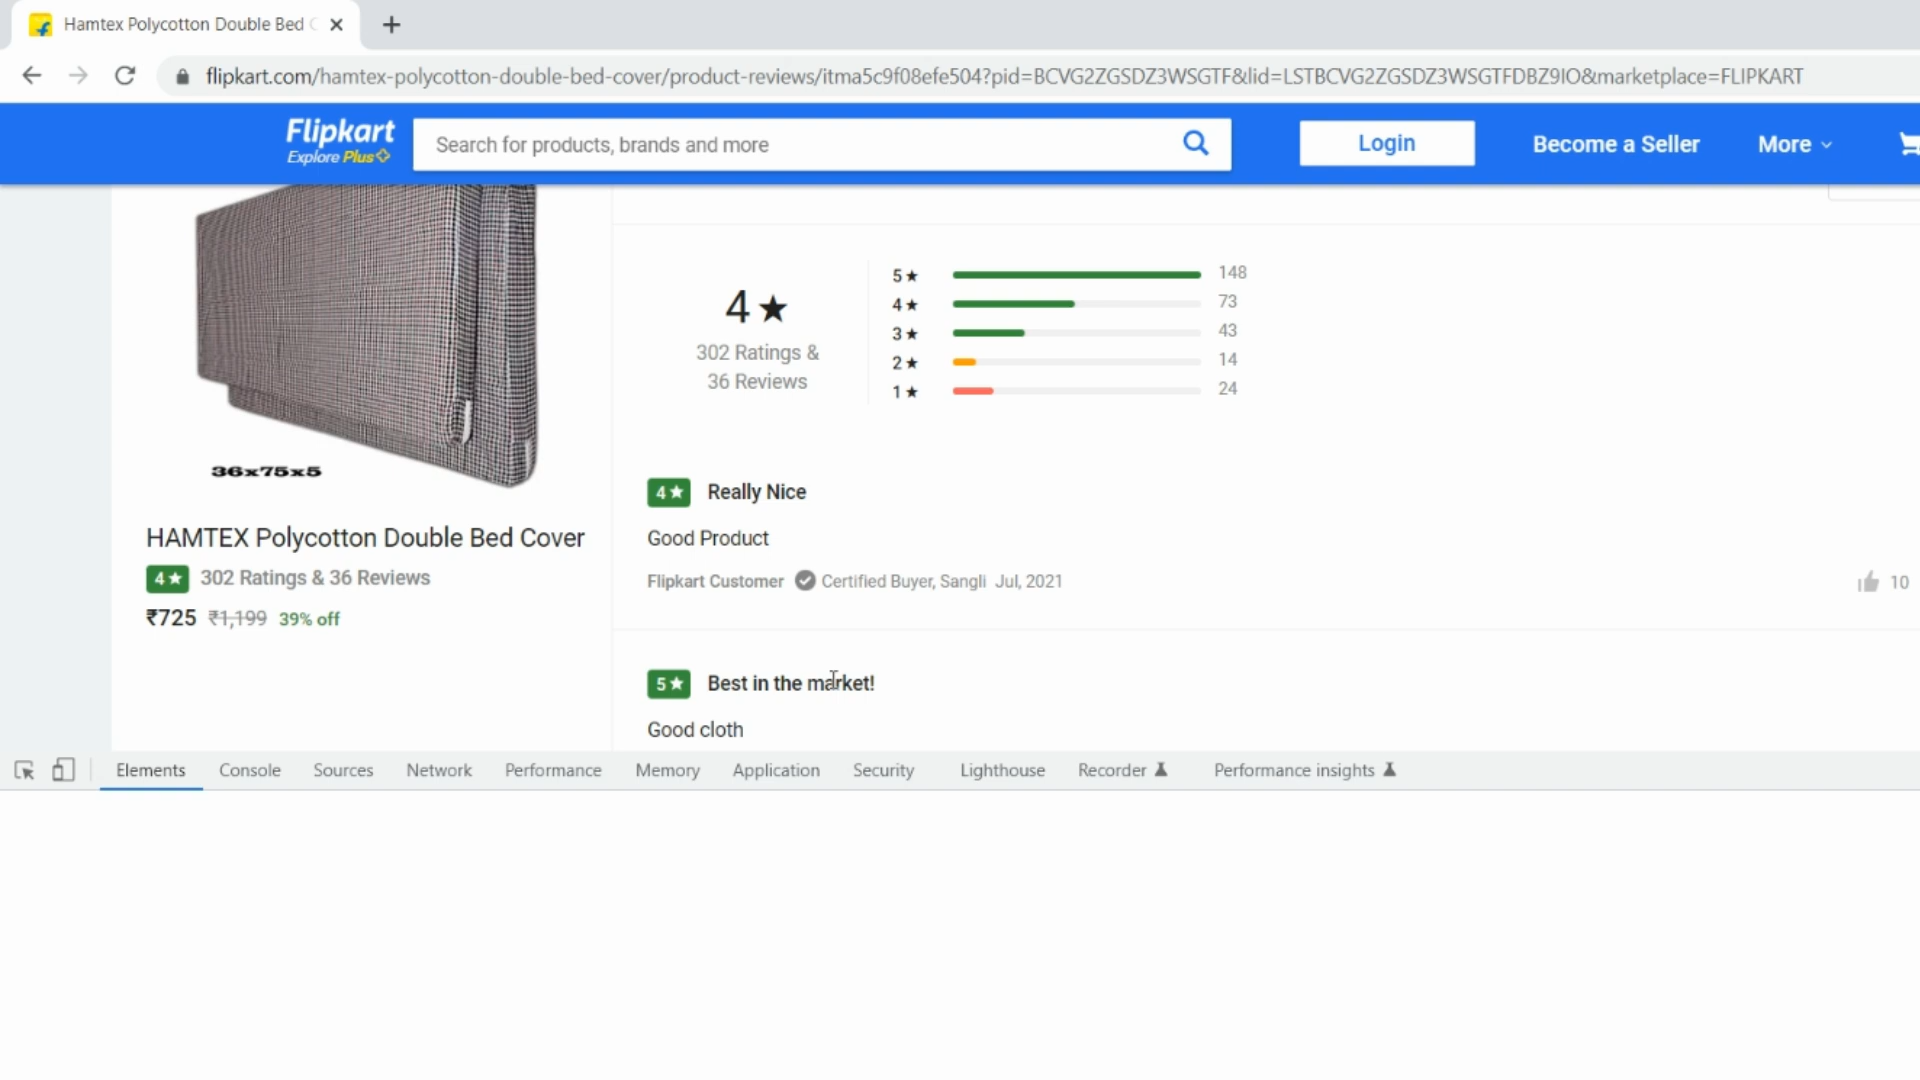 Hamtex Polycotton Double Bed
flipkart.com/hamtex-polycotton-double-bed-cover/product-reviews/itma5c9f08efe504?pid=BCVG2ZGSDZ3WSGTF&lid=LSTBCVG2ZGSDZ3WSGTFDBZ9IO&marketplace=FLIPKART
Flipkart
Explore Plus
Search for products, brands and more
Login
Become a Seller
More
36x75x5
HAMTEX Polycotton Double Bed Cover
4★ 302 Ratings & 36 Reviews
₹725 ₹1,199 39% off
4★
302 Ratings &
36 Reviews
5★ 148
4★ 73
3★ 43
2★ 14
1★ 24
4★ Really Nice
Good Product
Flipkart Customer Certified Buyer, Sangli Jul, 2021
10
5★ Best in the market!
Good cloth
Elements Console Sources Network Performance Memory Application Security Lighthouse Recorder Performance insights